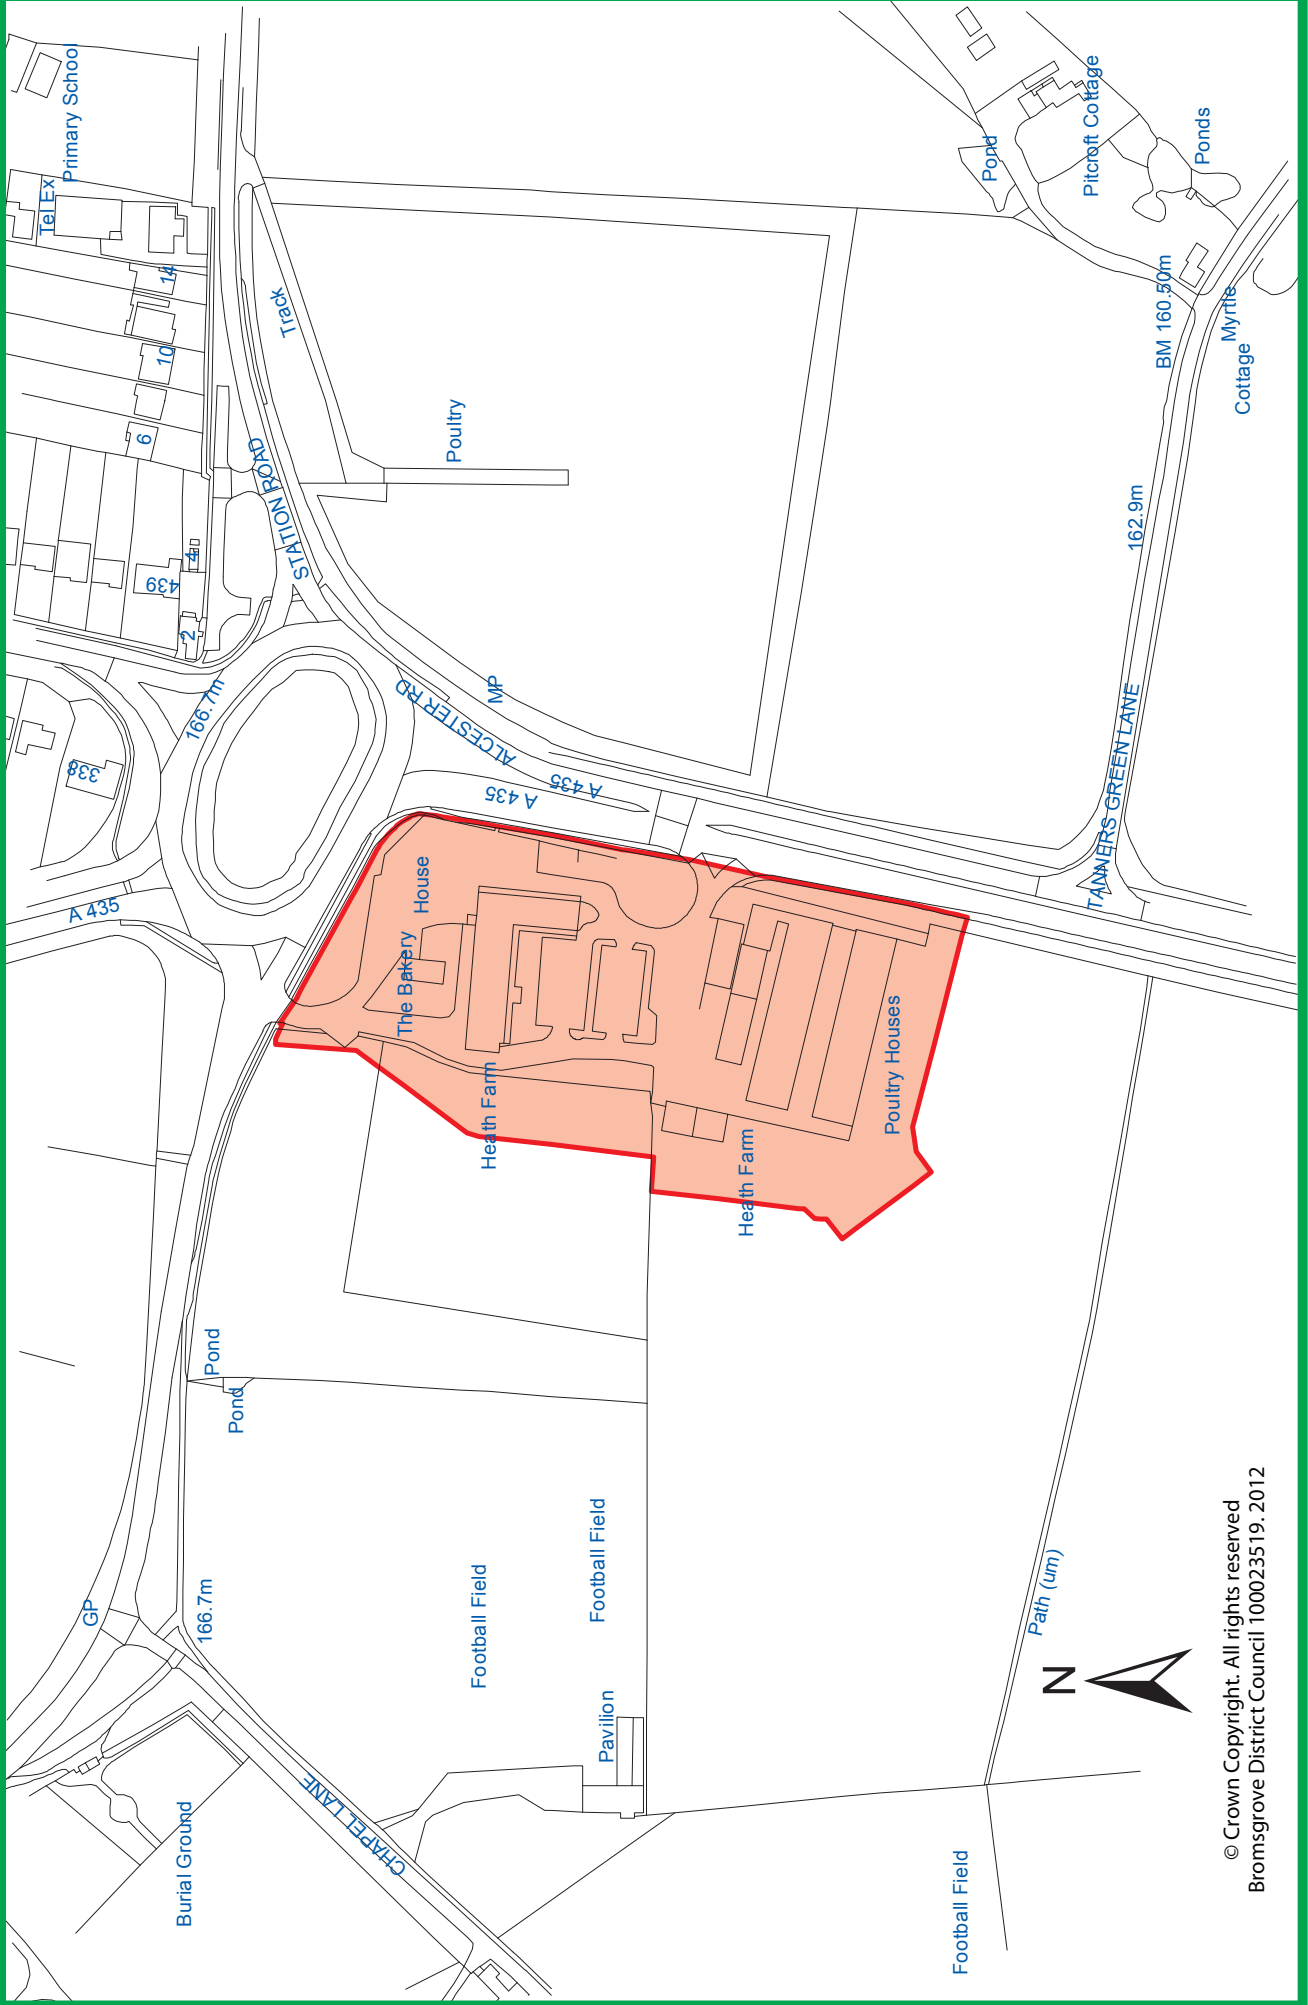 Primary School
Tel Ex
14
10
6
4
439
2
338
STATION ROAD
Track
Poultry
166.7m
ALCESTER RD
MP
A 435
A 435
A 435
House
The Bakery
Heath Farm
Heath Farm
Poultry Houses
TANNERS GREEN LANE
162.9m
BM 160.50m
Myrtle
Cottage
Pond
Pitcroft Cottage
Ponds
Pond
Pond
GP
166.7m
Football Field
Football Field
Pavilion
CHAPEL LANE
Burial Ground
Football Field
Path (um)
N
© Crown Copyright. All rights reserved
Bromsgrove District Council 100023519. 2012